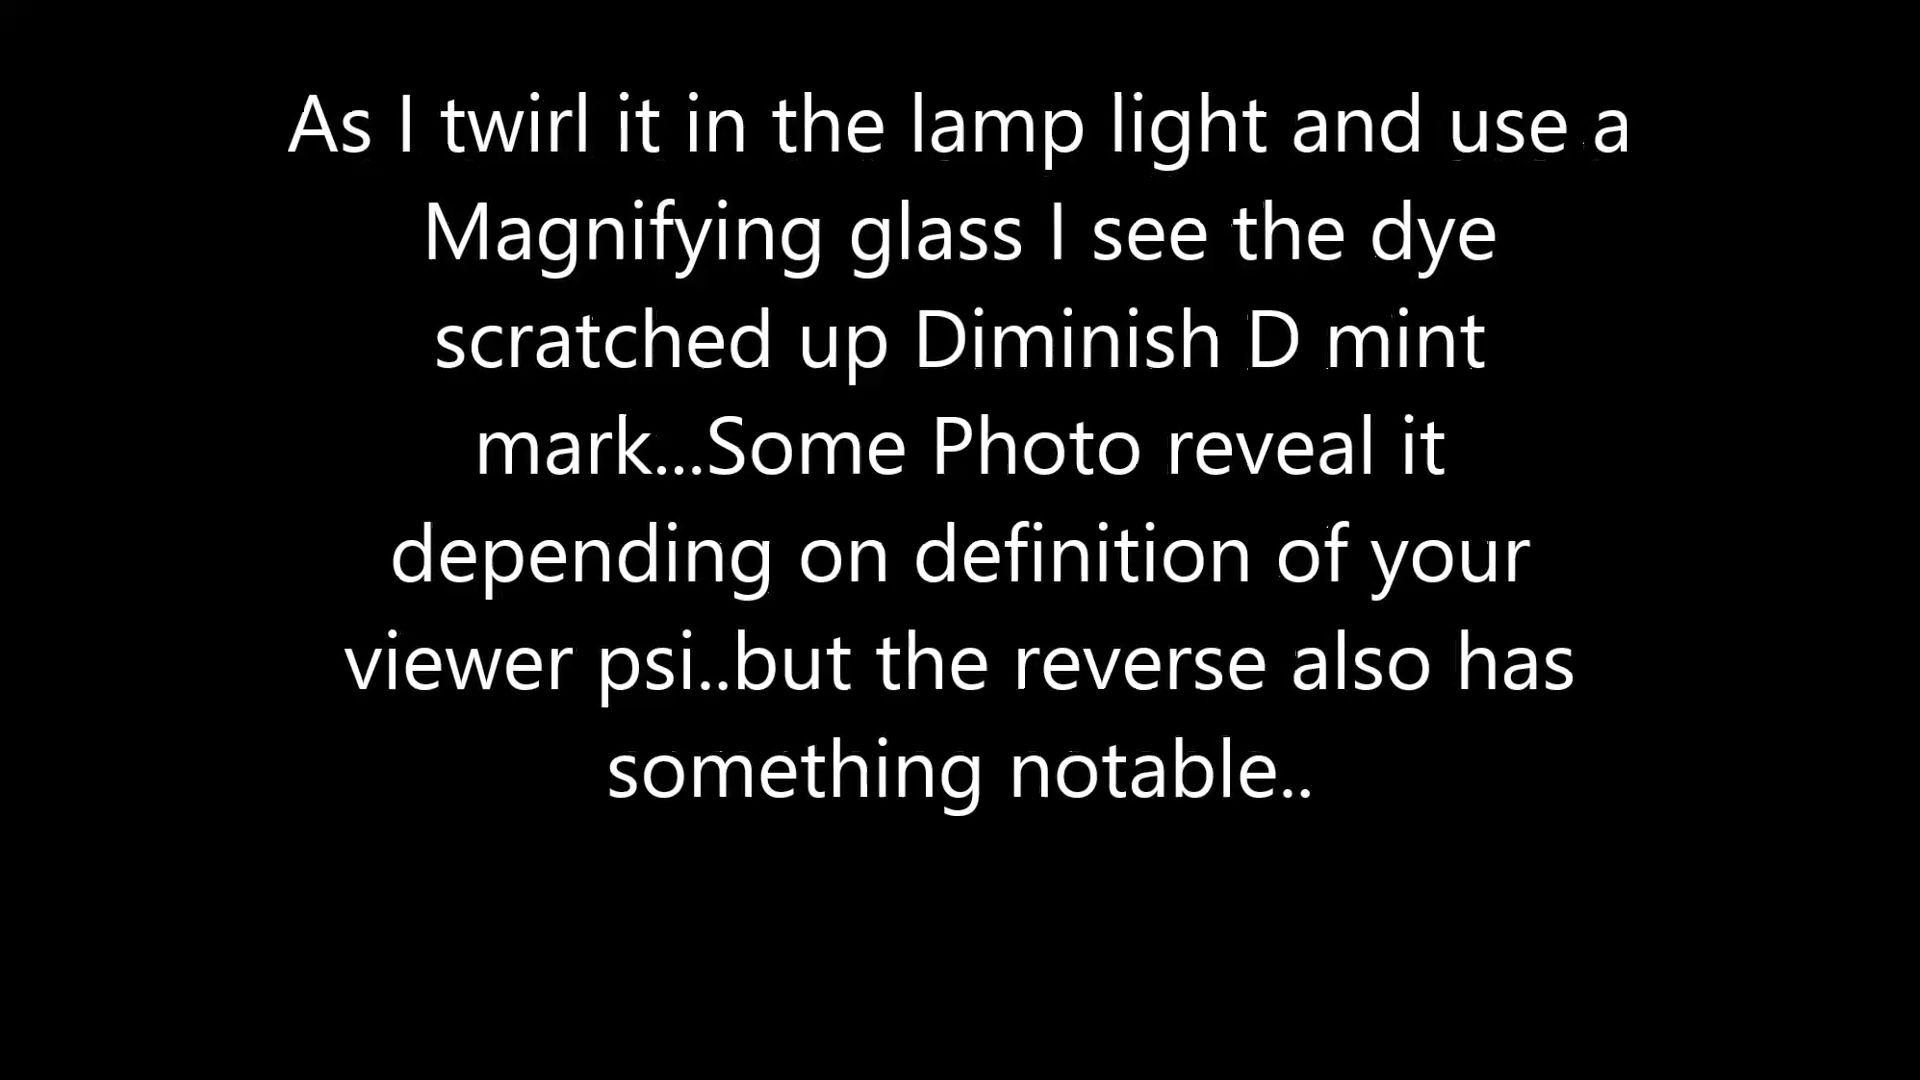 As I twirl it in the lamp light and use a
Magnifying glass I see the dye
scratched up Diminish D mint
mark...Some Photo reveal it
depending on definition of your
viewer psi..but the reverse also has
something notable..